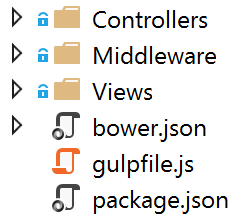 Controllers
Middleware
Views
bower.json
gulpfile.js
package.json